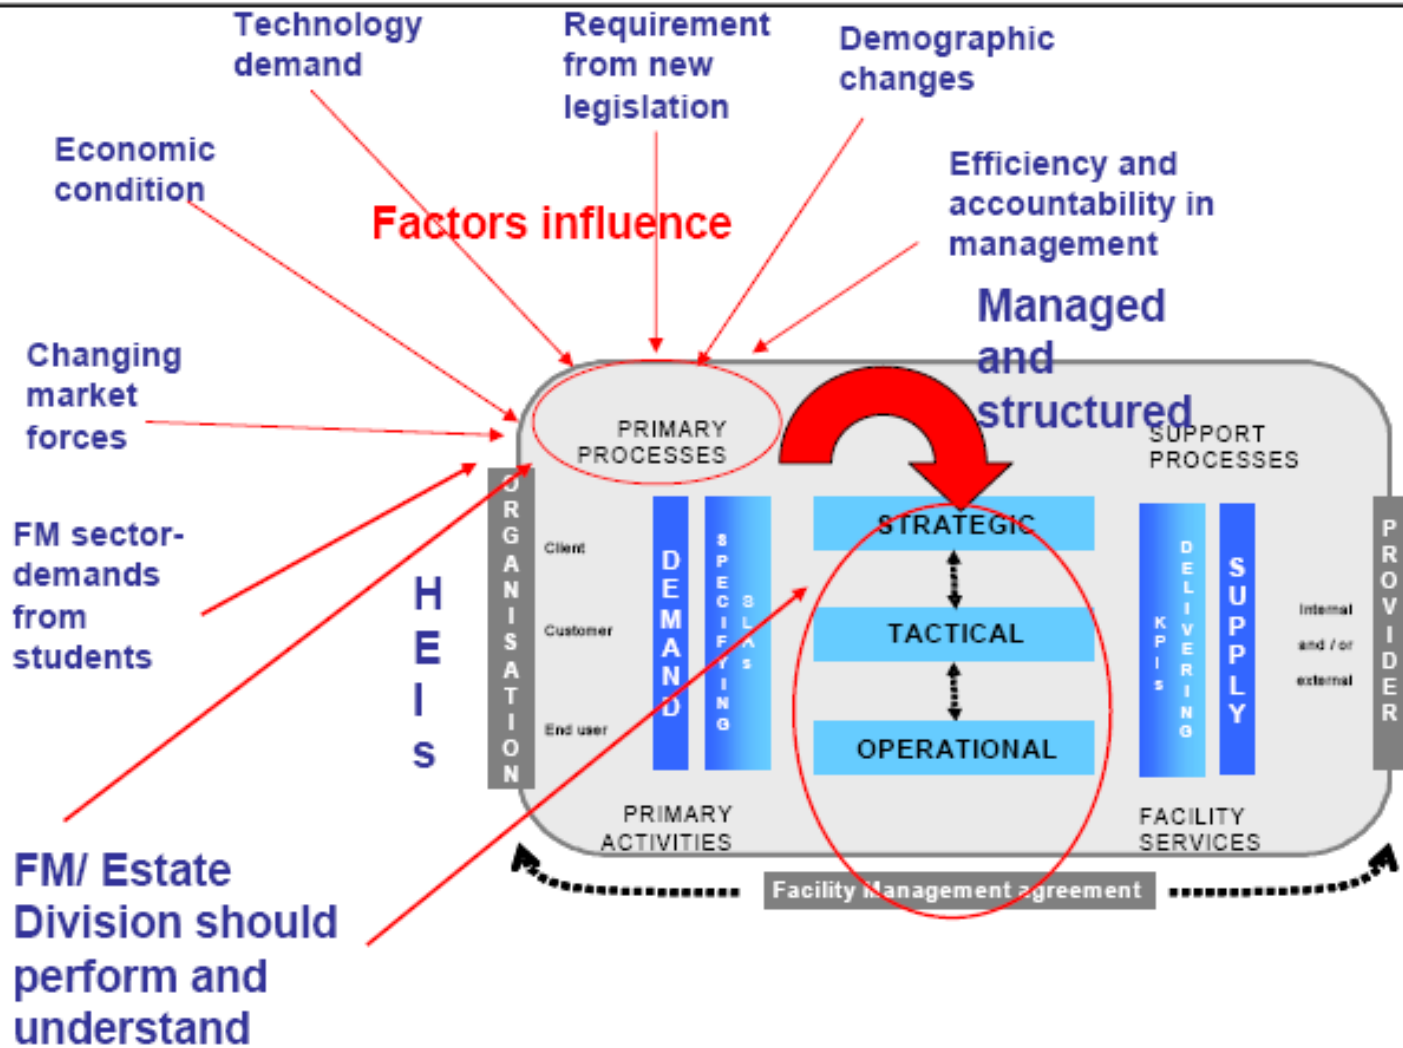 Technology
demand
Requirement
from new
legislation
Demographic
changes
Economic
condition
Efficiency and
accountability in
management
Factors influence
Managed
and
structured
Changing
market
forces
PRIMARY
PROCESSES
SUPPORT
PROCESSES
FM sector-
demands
from
students
HEIs
ORGANISATION
Client
Customer
End user
DEMAND
SPECIFYING
SLAs
STRATEGIC
TACTICAL
OPERATIONAL
KPIs
DELIVERING
SUPPLY
Internal
and / or
external
PROVIDER
PRIMARY
ACTIVITIES
FACILITY
SERVICES
Facility Management agreement
FM/ Estate
Division should
perform and
understand